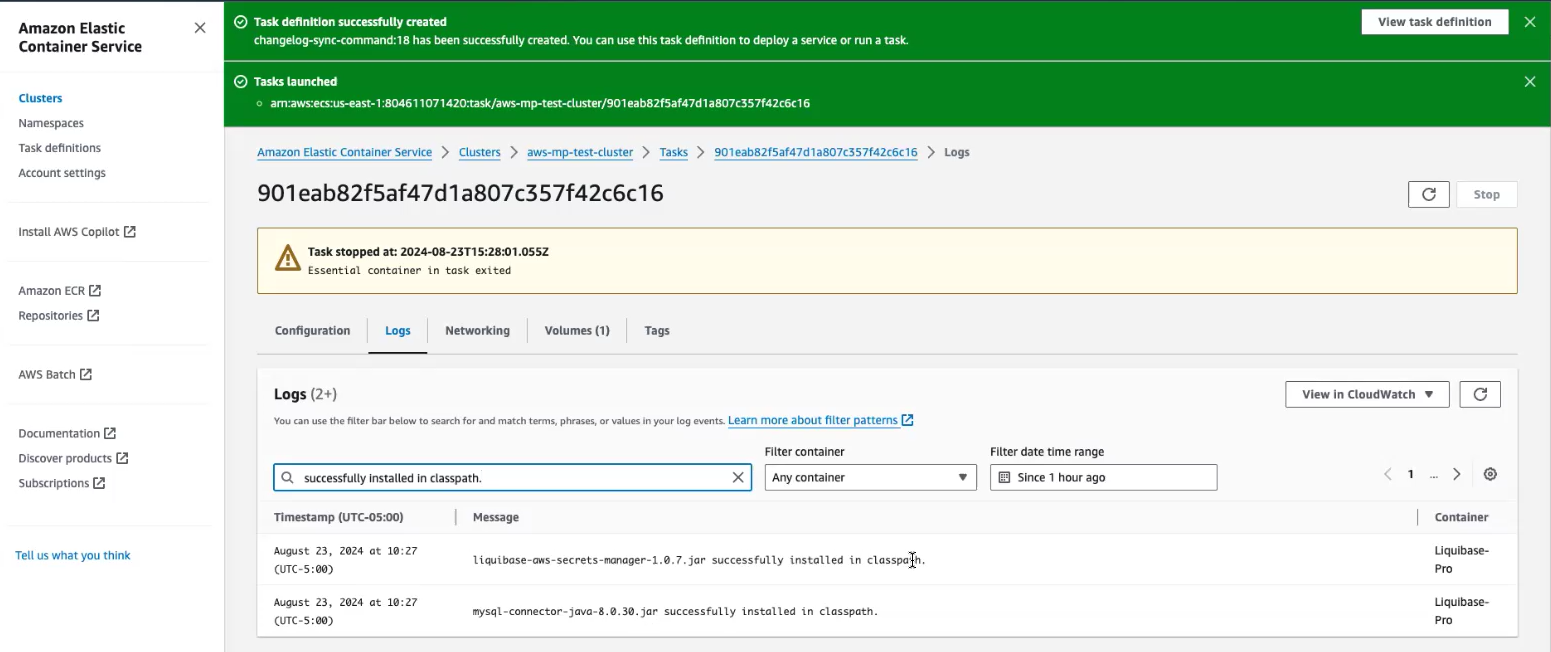 Amazon Elastic
Container Service
Clusters
Namespaces
Task definitions
Account settings
Install AWS Copilot
Amazon ECR
Repositories
AWS Batch
Documentation
Discover products
Subscriptions
Tell us what you think
Task definition successfully created
changelog-sync-command:18 has been successfully created. You can use this task definition to deploy a service or run a task.
View task definition
Tasks launched
arn:aws:ecs:us-east-1:804611071420:task/aws-mp-test-cluster/901eab82f5af47d1a807c357f42c6c16
Amazon Elastic Container Service > Clusters > aws-mp-test-cluster > Tasks > 901eab82f5af47d1a807c357f42c6c16 > Logs
901eab82f5af47d1a807c357f42c6c16
Stop
Task stopped at: 2024-08-23T15:28:01.055Z
Essential container in task exited
Configuration Logs Networking Volumes (1) Tags
Logs (2+)
View in CloudWatch
You can use the filter bar below to search for and match terms, phrases, or values in your log events. Learn more about filter patterns
Filter container Filter date time range
successfully installed in classpath. Any container Since 1 hour ago 1 ...
Timestamp (UTC-05:00) Message Container
August 23, 2024 at 10:27
(UTC-5:00)
liquibase-aws-secrets-manager-1.0.7.jar successfully installed in classpath.
Liquibase-
Pro
August 23, 2024 at 10:27
(UTC-5:00)
mysql-connector-java-8.0.30.jar successfully installed in classpath.
Liquibase-
Pro